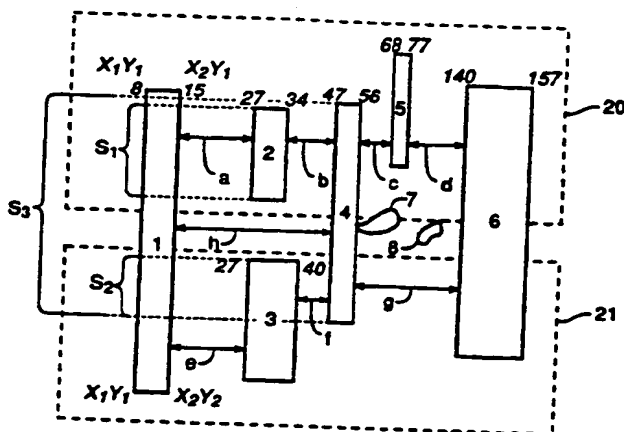 68 77
X₁Y₁ X₂Y₁ 140 157
8 15 27 34 47 56
20
5
S₁ a 2 b c d
S₃ 4 7
h 8 6
1
S₂ 27 40
3 f g
21
e
X₁Y₁ X₂Y₂